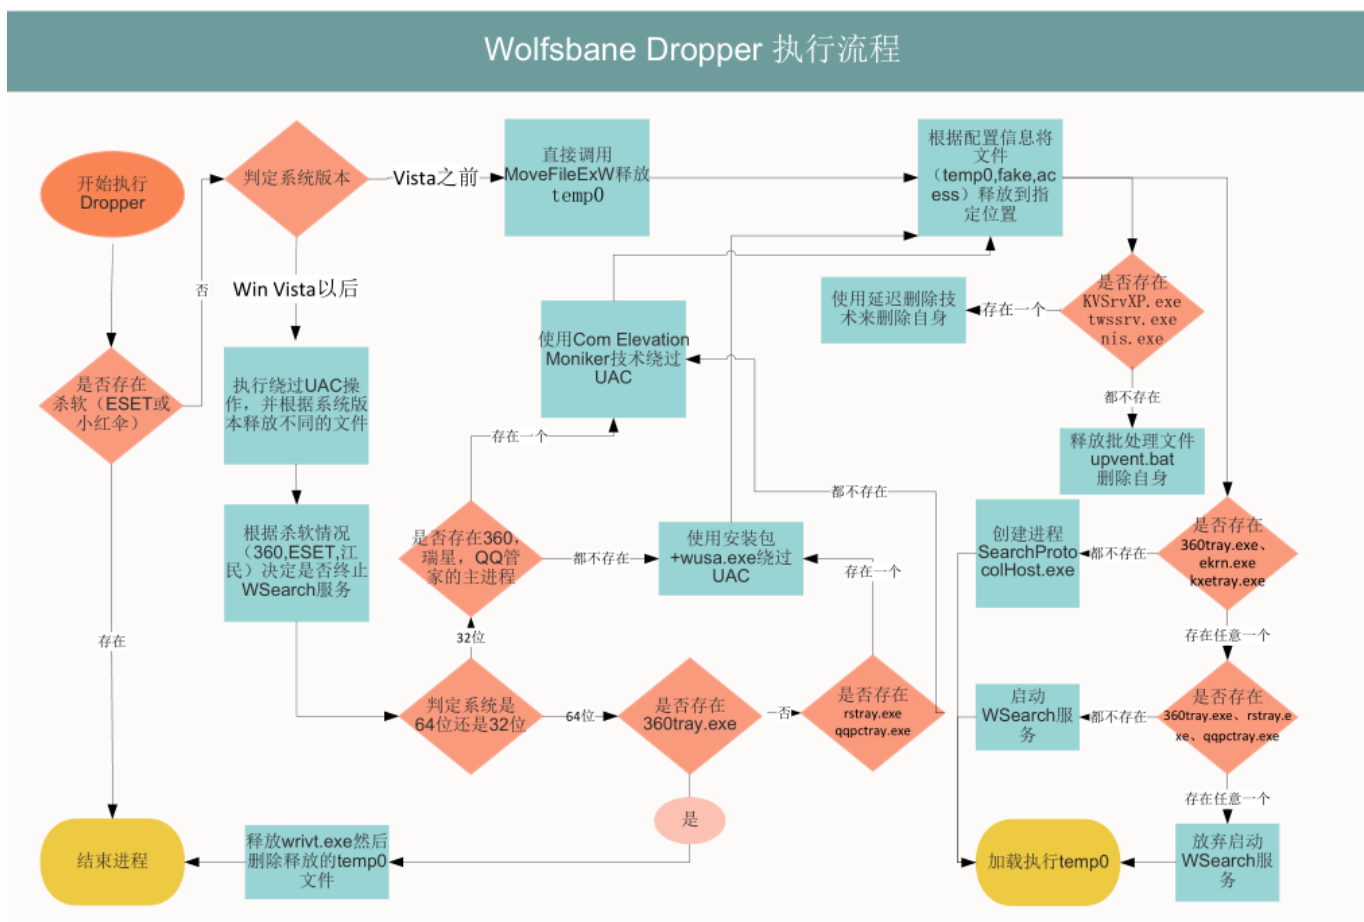 Wolfsbane Dropper 执行流程
开始执行
Dropper
判定系统版本
Vista之前
直接调用
MoveFileExW释放
temp0
根据配置信息将
文件
（temp0,fake,ac
ess）释放到指
定位置
否
Win Vista以后
是否存在
杀软（ESET或
小红伞）
执行绕过UAC操
作，并根据系统版
本释放不同的文件
使用Com Elevation
Moniker技术绕过
UAC
使用延迟删除技
术来删除自身
存在一个
是否存在
KVSrvXP.exe
twssrv.exe
nis.exe
都不存在
释放批处理文件
upvent.bat
删除自身
存在一个
都不存在
根据杀软情况
（360,ESET,江
民）决定是否终止
WSearch服务
是否存在360，
瑞星，QQ管
家的主进程
都不存在
使用安装包
+wusa.exe绕过
UAC
存在一个
创建进程
SearchProto
colHost.exe
都不存在
是否存在
360tray.exe、
ekrn.exe
kxetray.exe
存在
32位
存在任意一个
判定系统是
64位还是32位
64位
是否存在
360tray.exe
否
是否存在
rstray.exe
qqpctray.exe
启动
WSearch服
务
都不存在
是否存在
360tray.exe、rstray.e
xe、qqpctray.exe
存在任意一个
是
结束进程
释放wrivt.exe然后
删除释放的temp0
文件
加载执行temp0
放弃启动
WSearch服
务